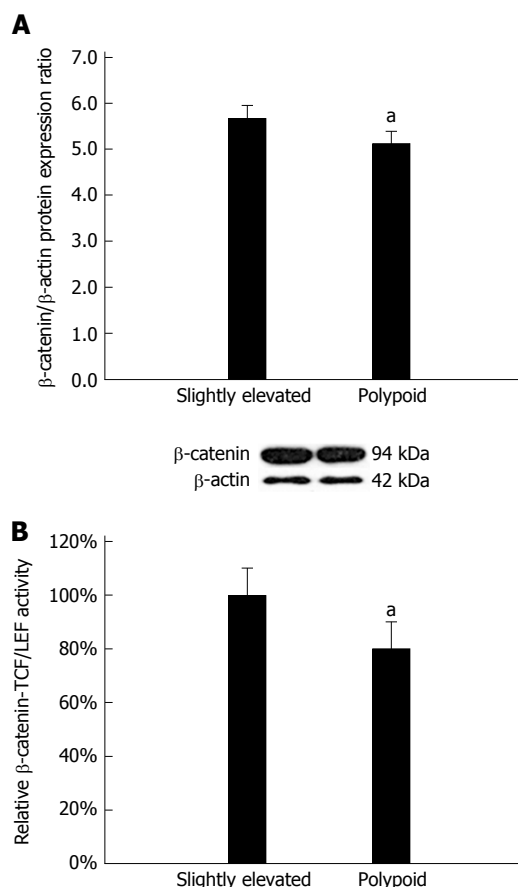 A
β-catenin/β-actin protein expression ratio
7.0
6.0
5.0
4.0
3.0
2.0
1.0
0.0
a
Slightly elevated Polypoid
β-catenin 94 kDa
β-actin 42 kDa
B
Relative β-catenin-TCF/LEF activity
120%
100%
80%
60%
40%
20%
0%
a
Slightly elevated Polypoid